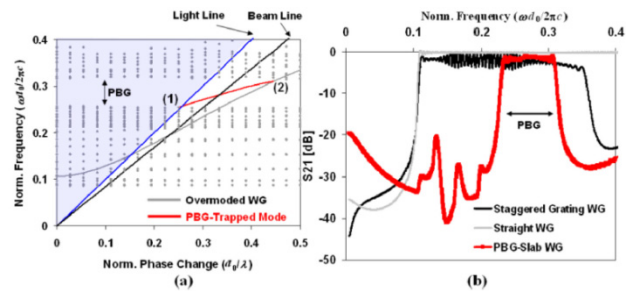 Light Line
Beam Line
Norm. Frequency (ωd₀/2πc)
0.4
0.3
0.2
0.1
0
PBG
(1)
(2)
Overmoded WG
PBG-Trapped Mode
0
0.1
0.2
0.3
0.4
0.5
Norm. Phase Change (d₀/λ)
(a)
Norm. Frequency (ωd₀/2πc)
0
0.1
0.2
0.3
0.4
S21 [dB]
0
-10
-20
-30
-40
-50
PBG
Staggered Grating WG
Straight WG
PBG-Slab WG
(b)